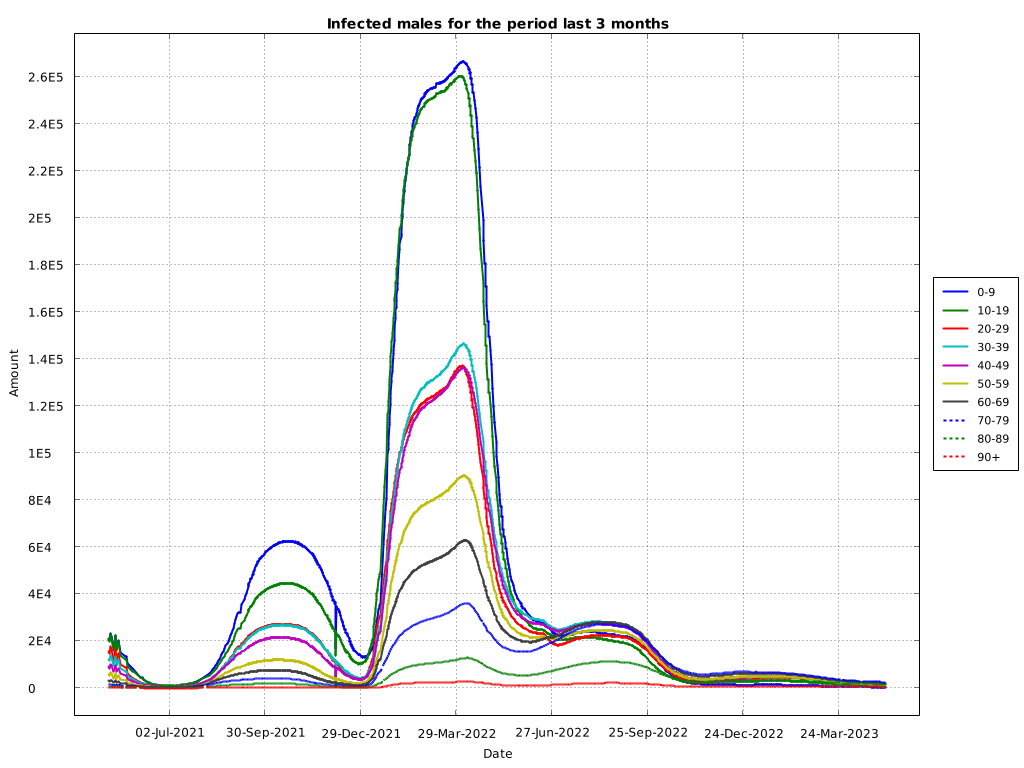 Infected males for the period last 3 months
Amount
2.6E5
2.4E5
2.2E5
2E5
1.8E5
1.6E5
1.4E5
1.2E5
1E5
8E4
6E4
4E4
2E4
0
02-Jul-2021
30-Sep-2021
29-Dec-2021
29-Mar-2022
27-Jun-2022
25-Sep-2022
24-Dec-2022
24-Mar-2023
Date
0-9
10-19
20-29
30-39
40-49
50-59
60-69
70-79
80-89
90+